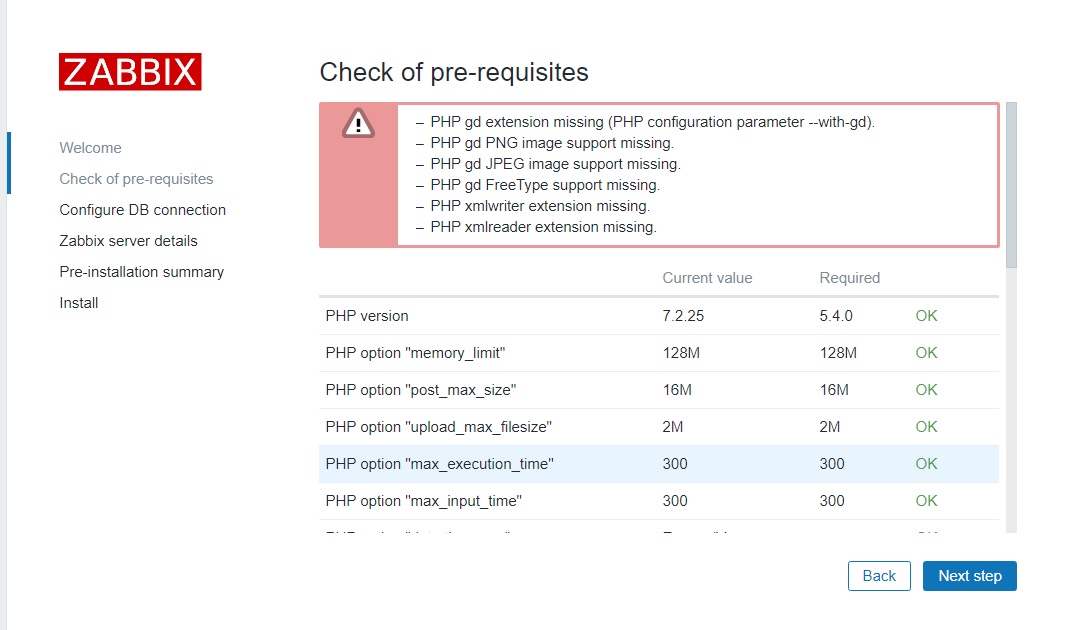 ZABBIX
Check of pre-requisites
– PHP gd extension missing (PHP configuration parameter --with-gd).
– PHP gd PNG image support missing.
– PHP gd JPEG image support missing.
– PHP gd FreeType support missing.
– PHP xmlwriter extension missing.
– PHP xmlreader extension missing.
Welcome
Check of pre-requisites
Configure DB connection
Zabbix server details
Pre-installation summary
Install
Current value Required
PHP version 7.2.25 5.4.0 OK
PHP option "memory_limit" 128M 128M OK
PHP option "post_max_size" 16M 16M OK
PHP option "upload_max_filesize" 2M 2M OK
PHP option "max_execution_time" 300 300 OK
PHP option "max_input_time" 300 300 OK
Back Next step